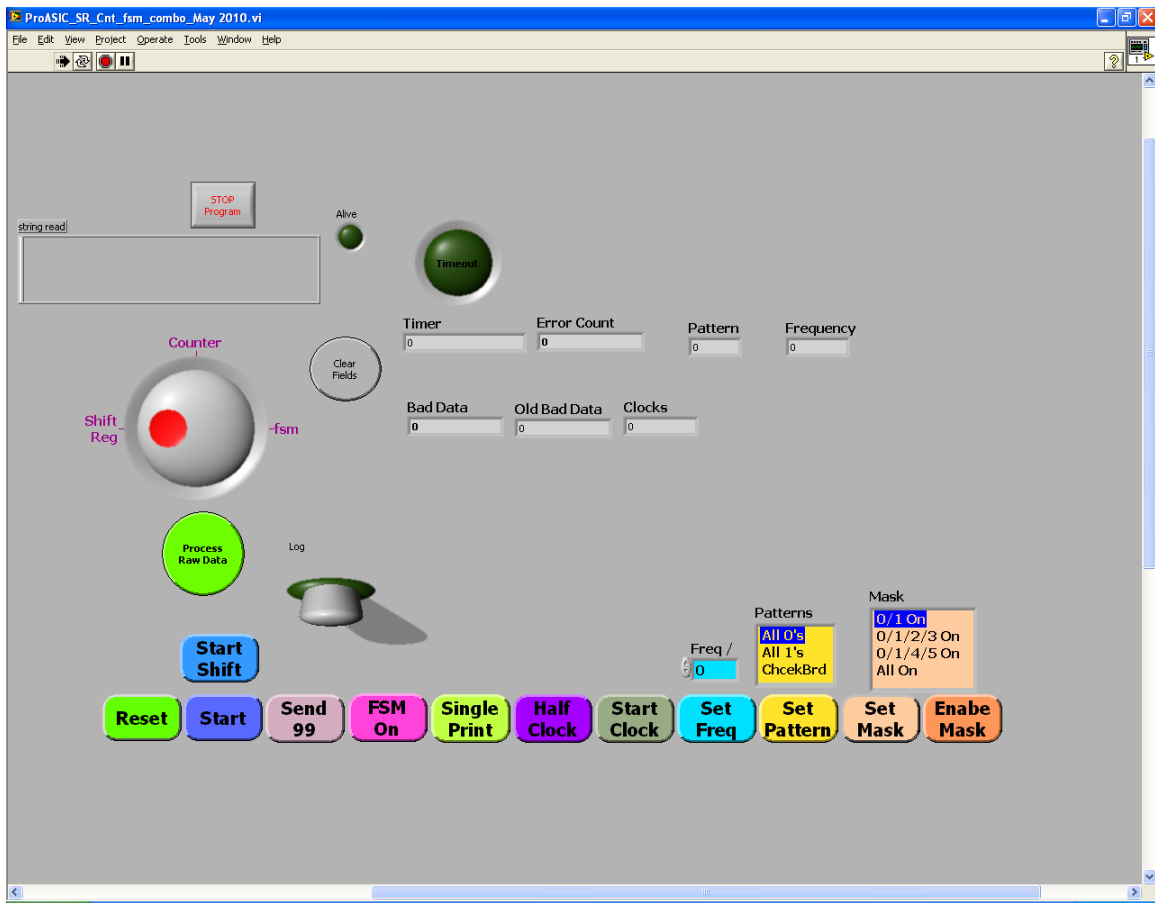 ProASIC_SR_Cnt_fsm_combo_May 2010.vi
File Edit View Project Operate Tools Window Help
1
STOP
Program
string read
Alive
Timeout
Timer
0
Error Count
0
Pattern
0
Frequency
0
Counter
Shift
Reg
fsm
Clear
Fields
Bad Data
0
Old Bad Data
0
Clocks
0
Process
Raw Data
Log
Start
Shift
Freq /
0
Patterns
All 0's
All 1's
ChcekBrd
Mask
0/1 On
0/1/2/3 On
0/1/4/5 On
All On
Reset
Start
Send
99
FSM
On
Single
Print
Half
Clock
Start
Clock
Set
Freq
Set
Pattern
Set
Mask
Enabe
Mask